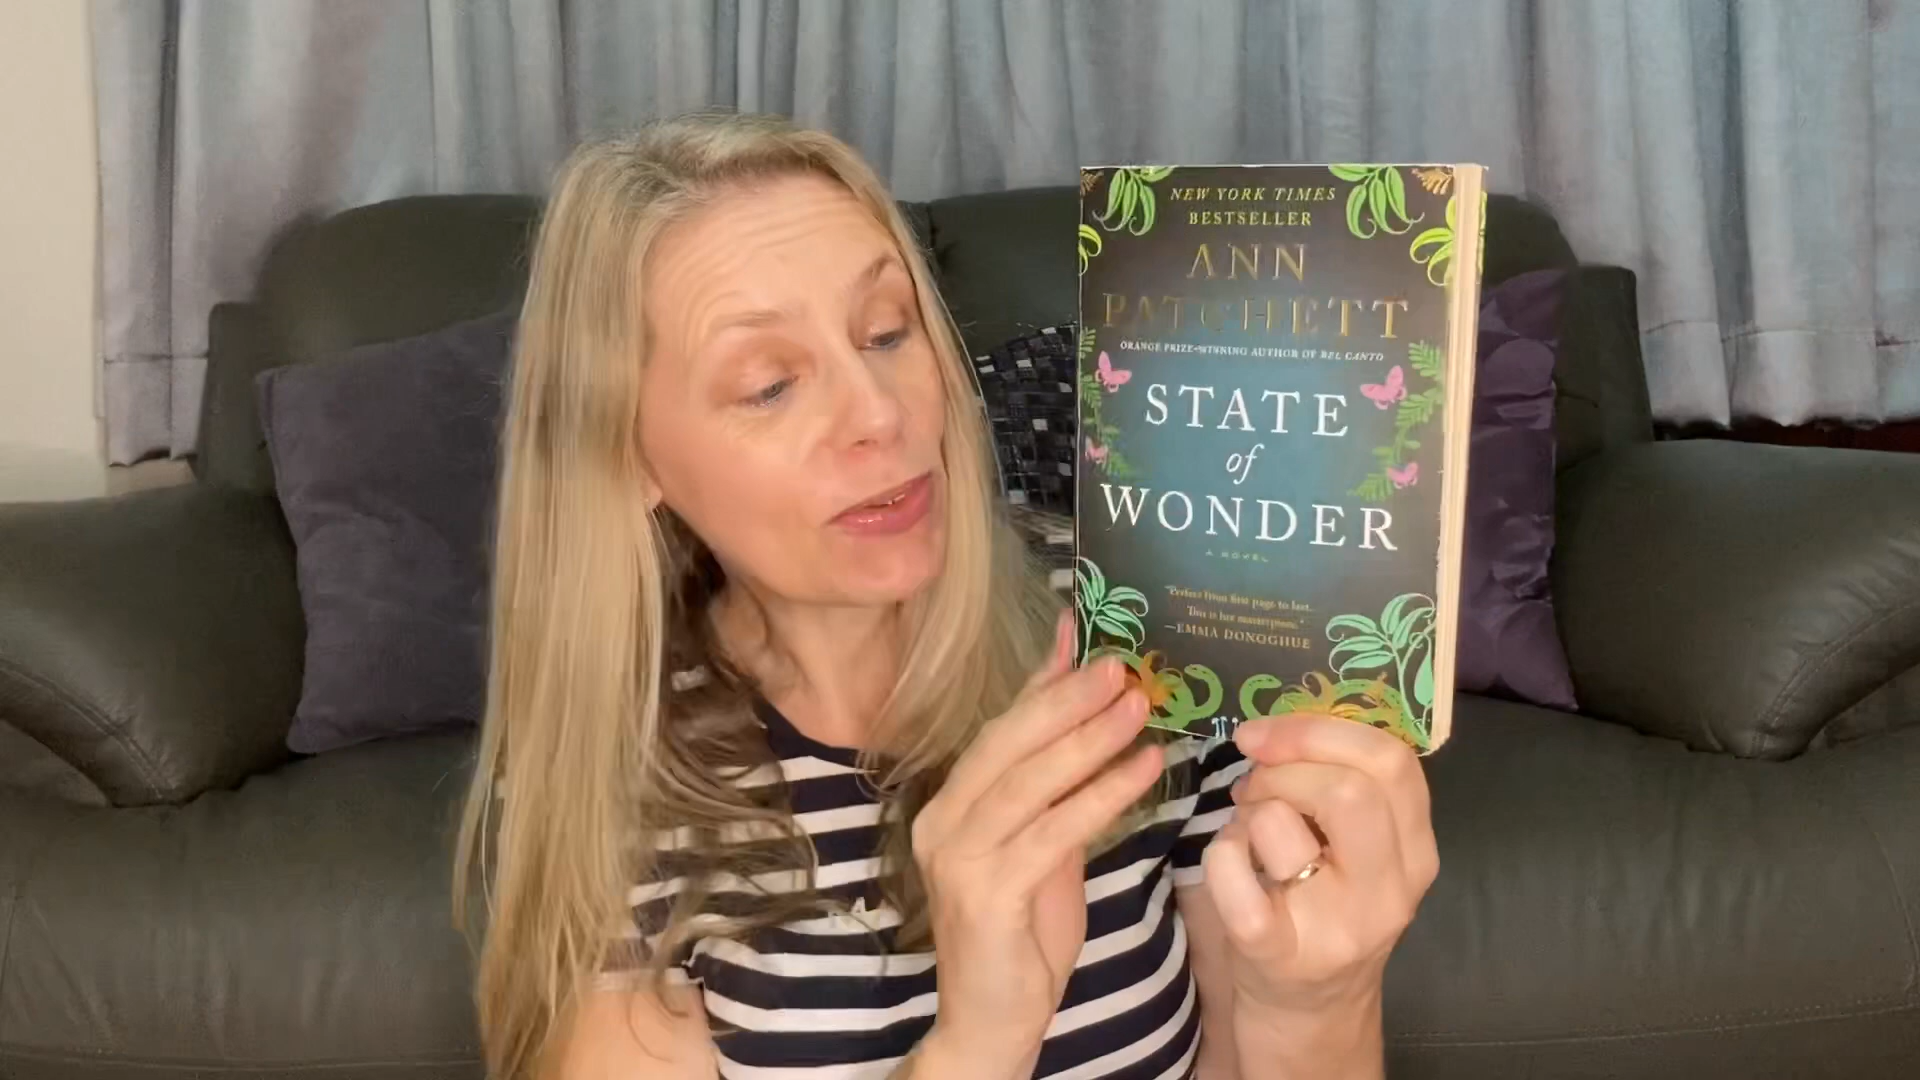 NEW YORK TIMES
BESTSELLER
ANN
PATCHETT
ORANGE PRIZE-WINNING AUTHOR OF BEL CANTO
STATE
of
WONDER
A NOVEL
"Perfect from first page to last...
This is her masterpiece."
—EMMA DONOGHUE